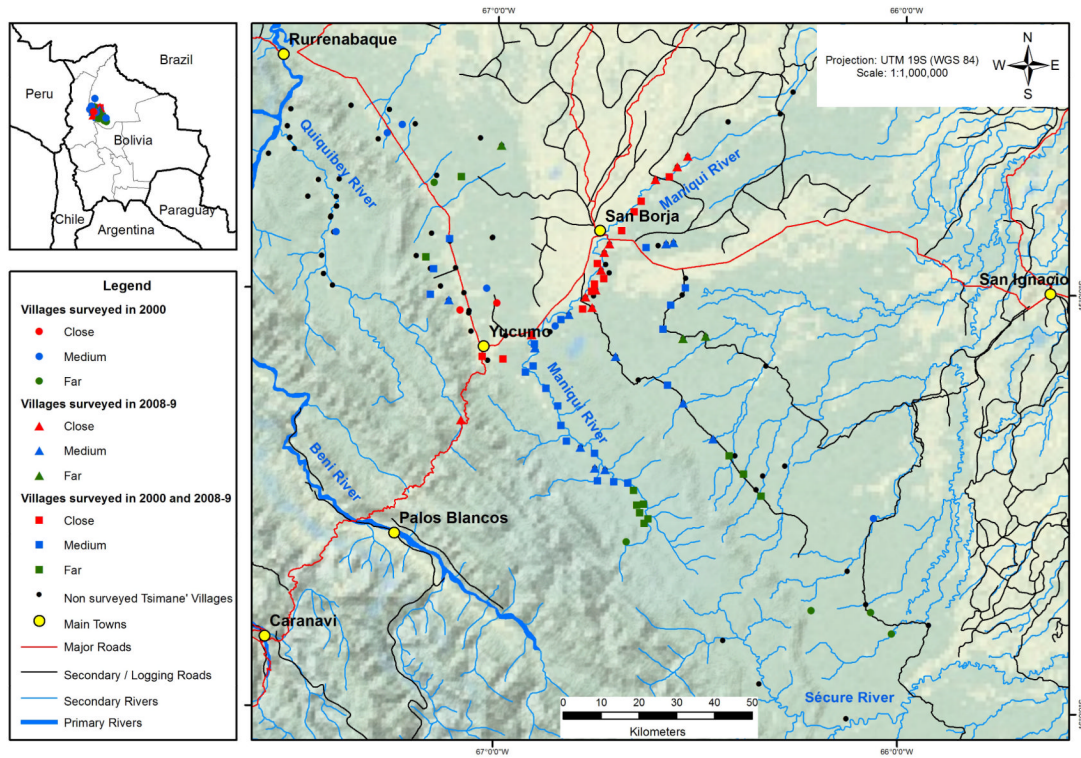 Brazil
Peru
Bolivia
Chile
Paraguay
Argentina
Legend
Villages surveyed in 2000
Close
Medium
Far
Villages surveyed in 2008-9
Close
Medium
Far
Villages surveyed in 2000 and 2008-9
Close
Medium
Far
Non surveyed Tsimane' Villages
Main Towns
Major Roads
Secondary / Logging Roads
Secondary Rivers
Primary Rivers
67°0'0"W
66°0'0"W
Projection: UTM 19S (WGS 84)
Scale: 1:1,000,000
N
W
E
S
Rurrenabaque
Quiquibey River
Maniqui River
San Borja
San Ignacio
Yucumo
Maniqui River
Beni River
Palos Blancos
Caranavi
Sécure River
0 10 20 30 40 50
Kilometers
67°0'0"W
66°0'0"W